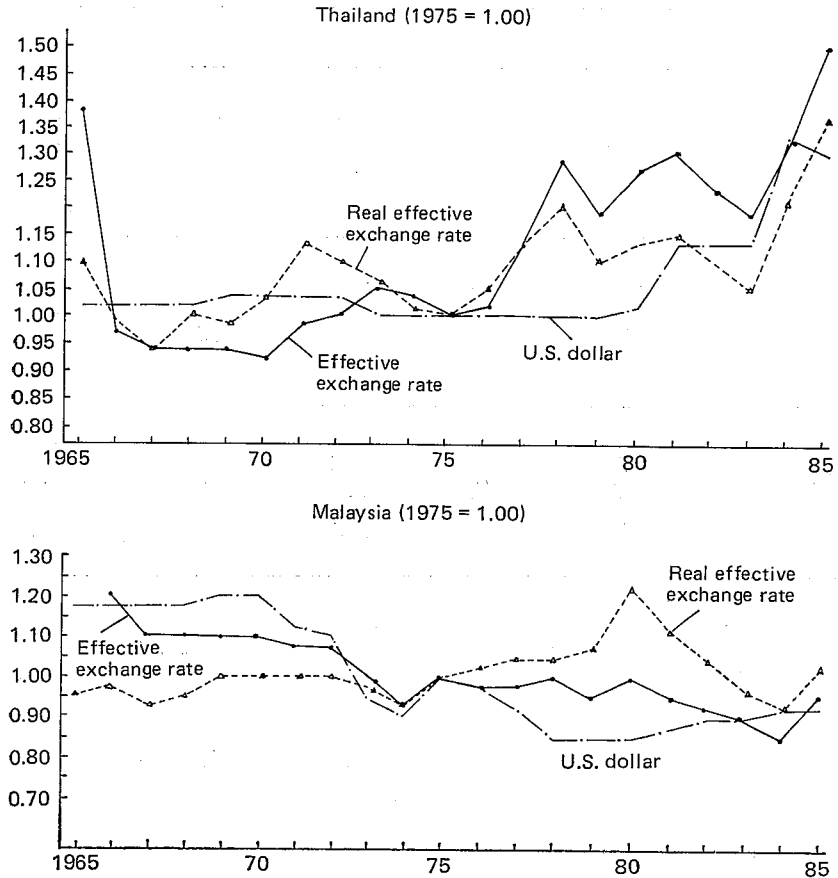 Thailand (1975 = 1.00)
1.50
1.45
1.40
1.35
1.30
1.25
1.15
1.10
1.05
1.00
0.95
0.90
0.85
0.80
Real effective
exchange rate
U.S. dollar
Effective
exchange rate
1965 70 75 80 85
Malaysia (1975 = 1.00)
1.30
1.20
1.10
1.00
0.90
0.80
0.70
Real effective
exchange rate
Effective
exchange rate
U.S. dollar
1965 70 75 80 85